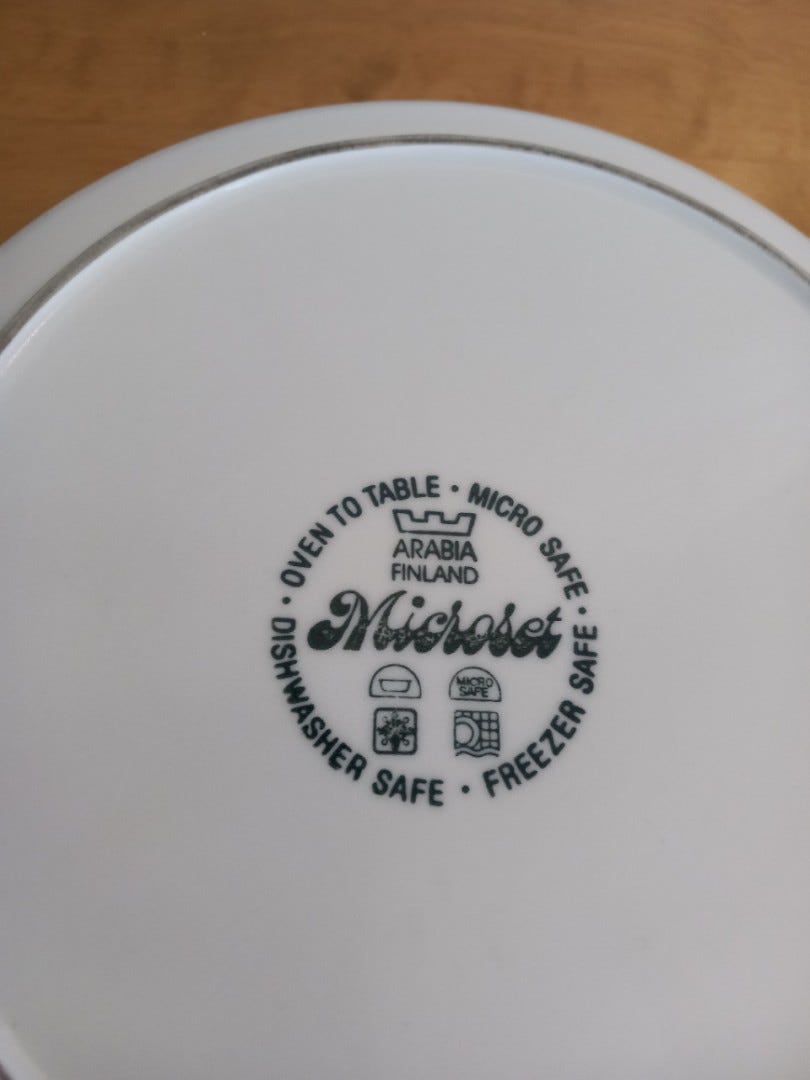 OVEN TO TABLE · MICRO SAFE ·
ARABIA
FINLAND
Microset
MICRO
SAFE
· DISHWASHER SAFE · FREEZER SAFE